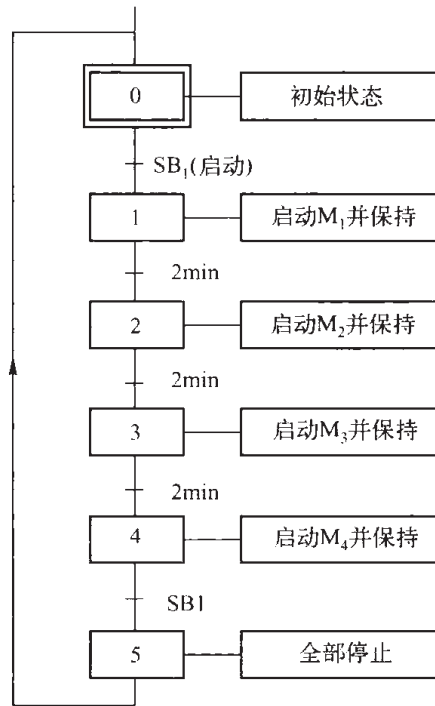 0 初始状态
SB₁(启动)
1 启动M₁并保持
2min
2 启动M₂并保持
2min
3 启动M₃并保持
2min
4 启动M₄并保持
SB1
5 全部停止